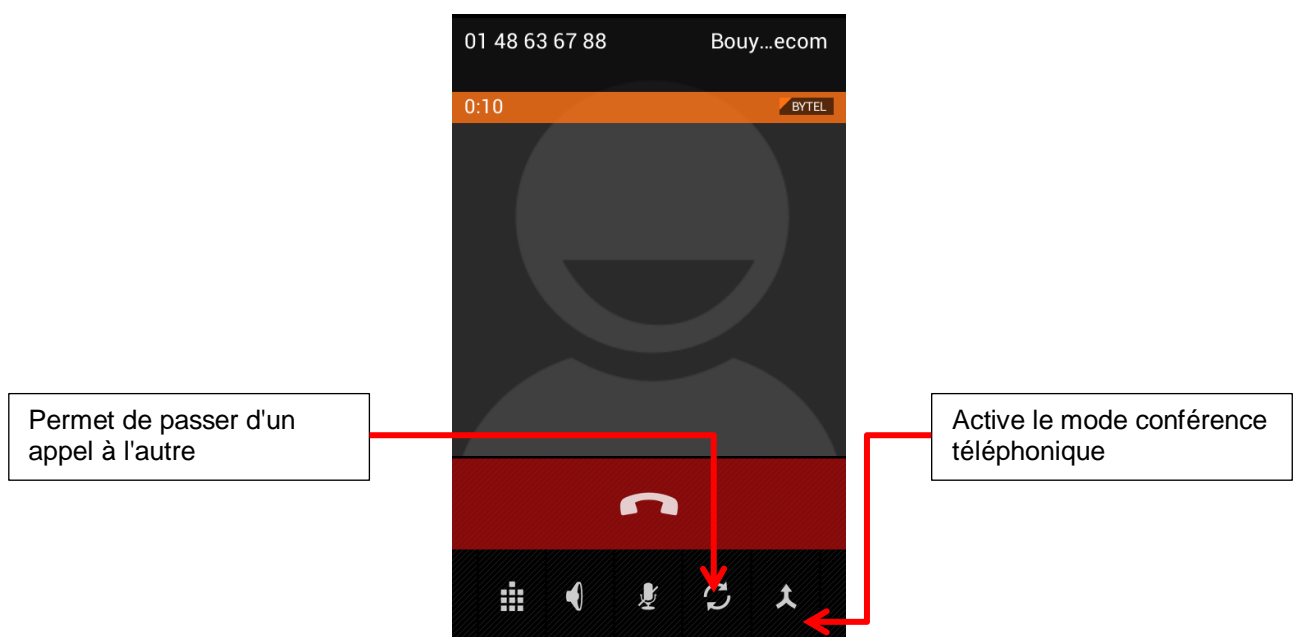 01 48 63 67 88 Bouy...ecom
0:10 BYTEL
Permet de passer d'un
appel à l'autre
Active le mode conférence
téléphonique